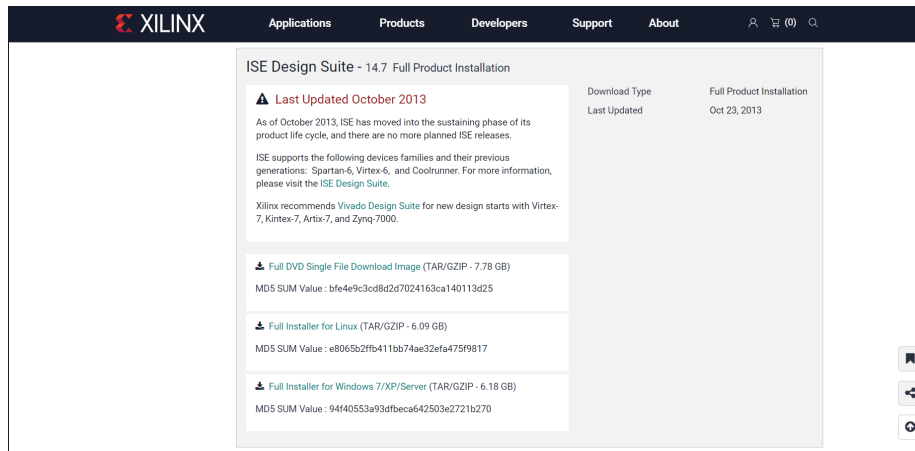 XILINX
Applications Products Developers Support About (0)
ISE Design Suite - 14.7 Full Product Installation
Last Updated October 2013
As of October 2013, ISE has moved into the sustaining phase of its
product life cycle, and there are no more planned ISE releases.
ISE supports the following devices families and their previous
generations: Spartan-6, Virtex-6, and Coolrunner. For more information,
please visit the ISE Design Suite.
Xilinx recommends Vivado Design Suite for new design starts with Virtex-
7, Kintex-7, Artix-7, and Zynq-7000.
Download Type Full Product Installation
Last Updated Oct 23, 2013
Full DVD Single File Download Image (TAR/GZIP - 7.78 GB)
MD5 SUM Value : bfe4e9c3cd8d2d7024163ca140113d25
Full Installer for Linux (TAR/GZIP - 6.09 GB)
MD5 SUM Value : e8065b2ffb411bb74ae32efa475f9817
Full Installer for Windows 7/XP/Server (TAR/GZIP - 6.18 GB)
MD5 SUM Value : 94f40553a93dfbeca642503e2721b270